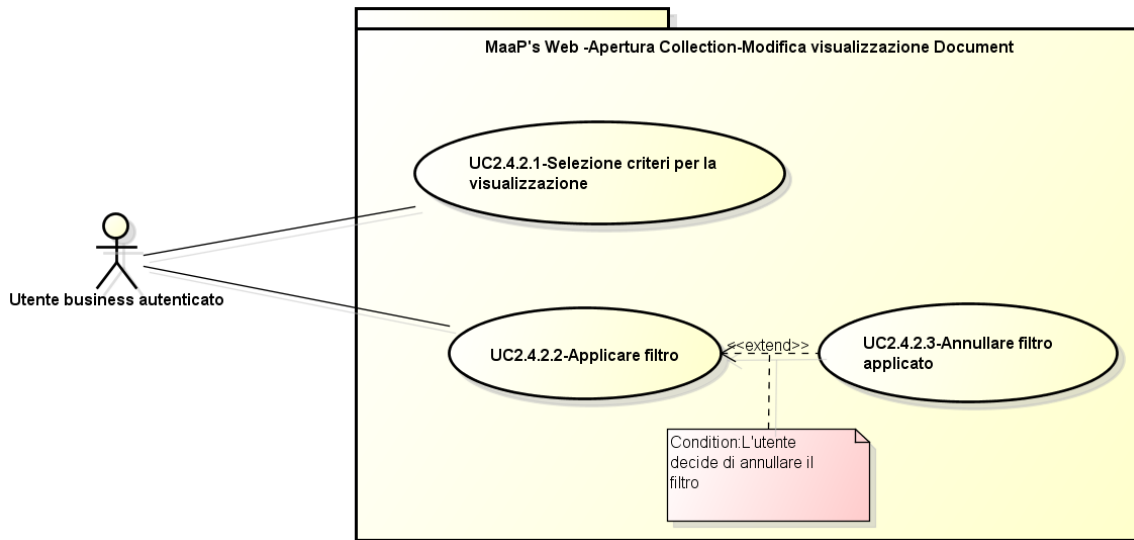 MaaP's Web -Apertura Collection-Modifica visualizzazione Document
UC2.4.2.1-Selezione criteri per la
visualizzazione
Utente business autenticato
UC2.4.2.2-Applicare filtro
<<extend>>
UC2.4.2.3-Annullare filtro
applicato
Condition:L'utente
decide di annullare il
filtro